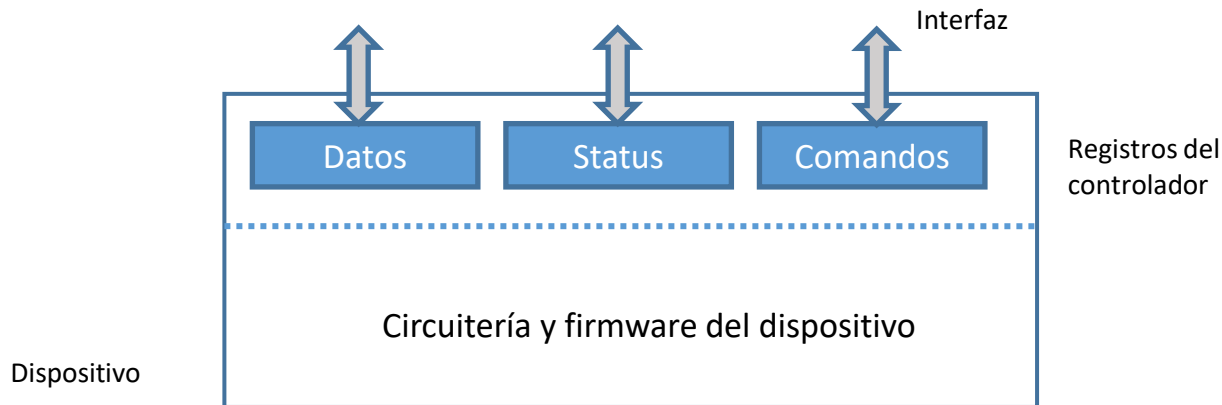 Interfaz
Datos
Status
Comandos
Registros del
controlador
Circuitería y firmware del dispositivo
Dispositivo